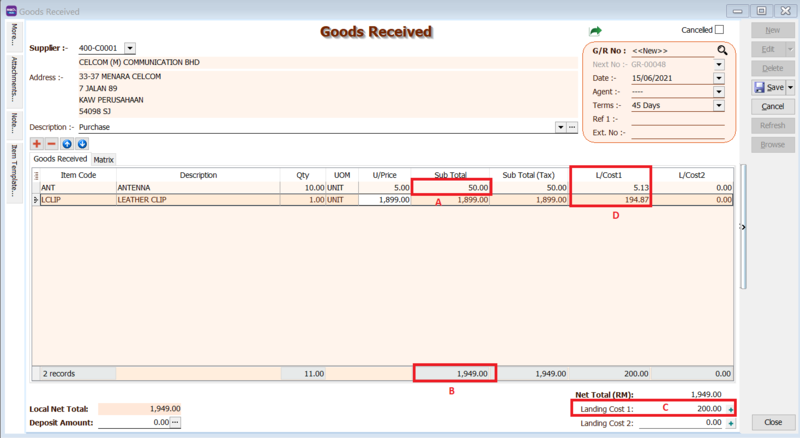 Goods Received
Goods Received
Cancelled
Supplier :- 400-C0001
CELCOM (M) COMMUNICATION BHD
Address :- 33-37 MENARA CELCOM
7 JALAN 89
KAW PERUSAHAAN
54098 SJ
Description :- Purchase
G/R No : <<New>>
Next No :- GR-00048
Date :- 15/06/2021
Agent :- ----
Terms :- 45 Days
Ref 1 :-
Ext. No :-
More...
Attachments...
Note...
Item Template...
New
Edit
Delete
Save
Cancel
Refresh
Browse
Goods Received Matrix
Item Code Description Qty UOM U/Price Sub Total Sub Total (Tax) L/Cost1 L/Cost2
ANT ANTENNA 10.00 UNIT 5.00 50.00 50.00 5.13 0.00
LCLIP LEATHER CLIP 1.00 UNIT 1,899.00 1,899.00 1,899.00 194.87 0.00
A
D
2 records 11.00 1,949.00 1,949.00 200.00 0.00
B
Net Total (RM): 1,949.00
Local Net Total: 1,949.00
Landing Cost 1: C 200.00
Deposit Amount: 0.00
Landing Cost 2: 0.00
Close